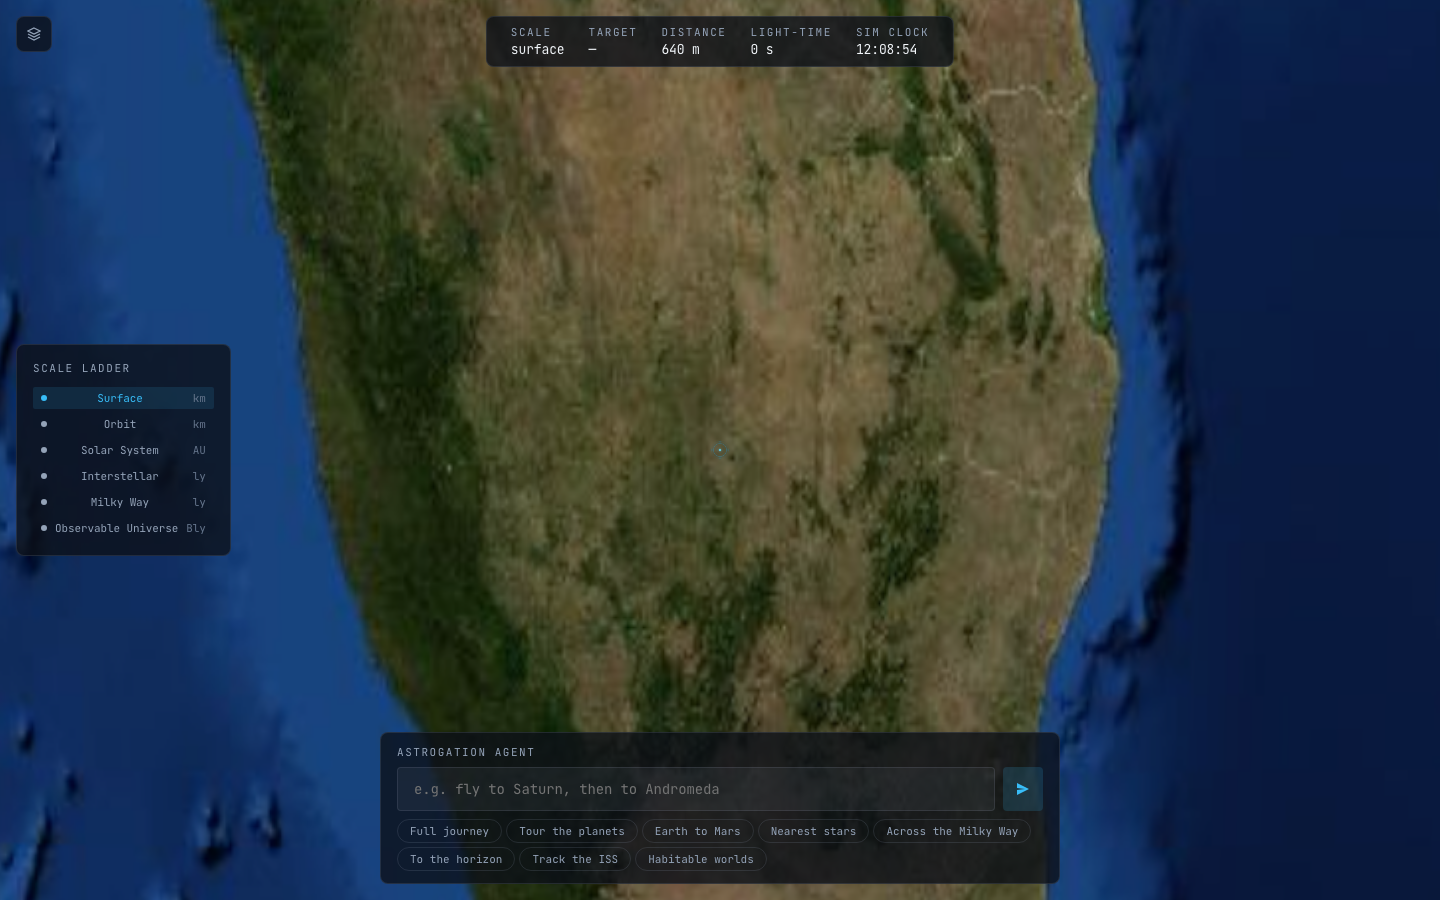 SCALE TARGET DISTANCE LIGHT-TIME SIM CLOCK
surface — 640 m 0 s 12:08:54
SCALE LADDER
Surface km
Orbit km
Solar System AU
Interstellar ly
Milky Way ly
Observable Universe Bly
ASTROGATION AGENT
e.g. fly to Saturn, then to Andromeda
Full journey Tour the planets Earth to Mars Nearest stars Across the Milky Way
To the horizon Track the ISS Habitable worlds